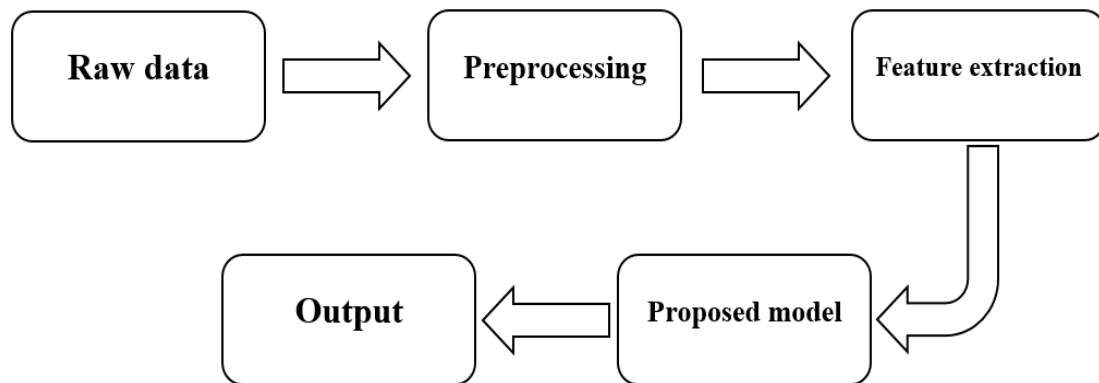 Raw data
Preprocessing
Feature extraction
Proposed model
Output